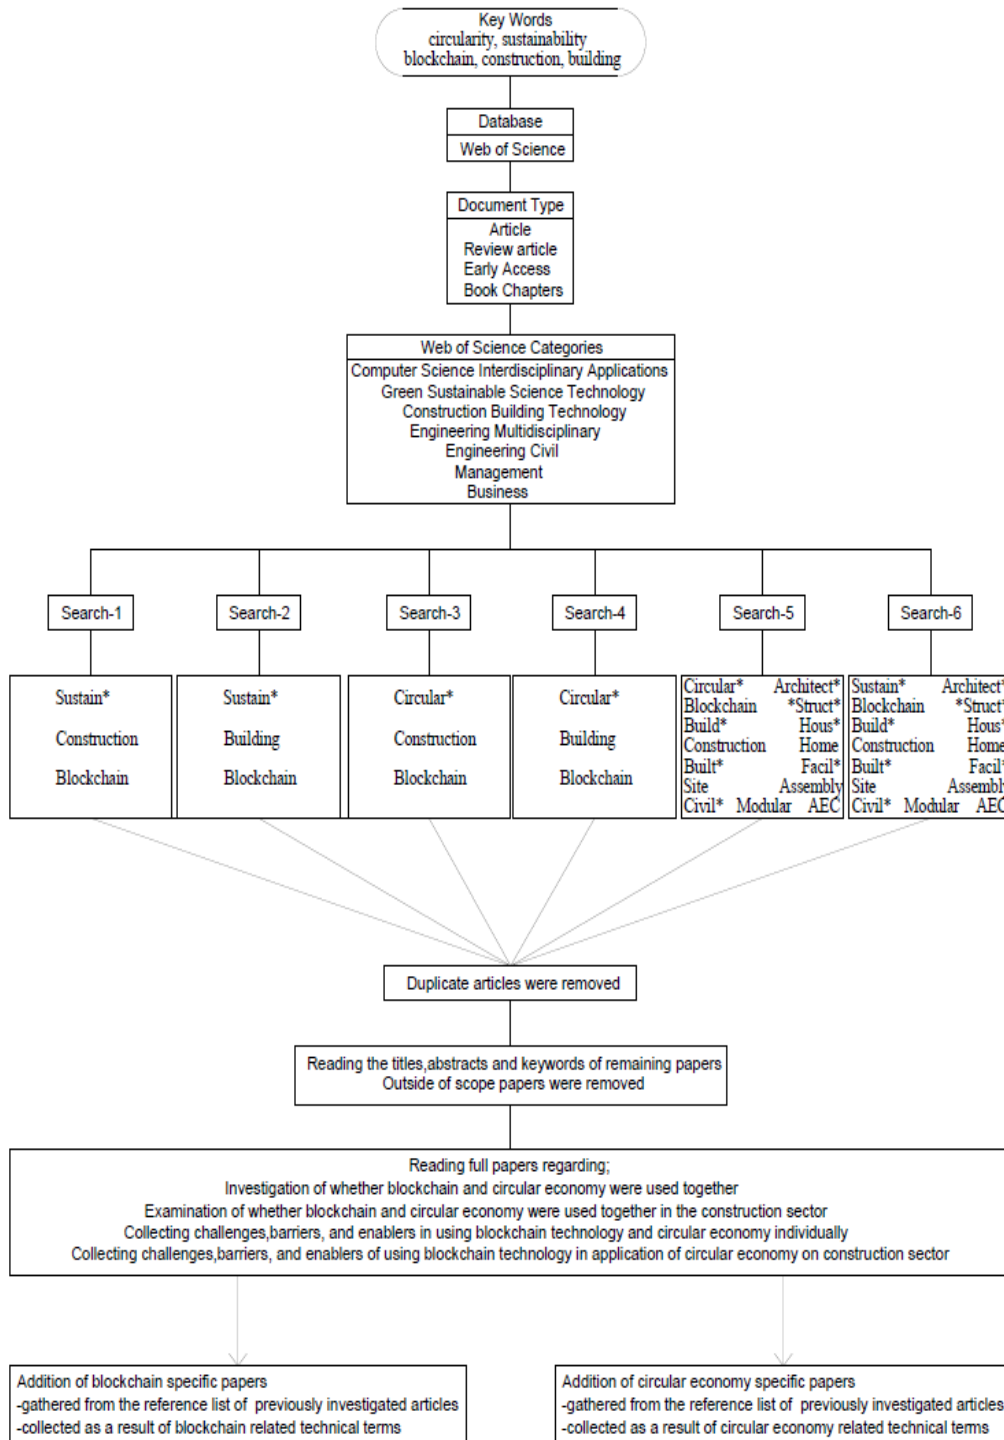 Key Words
circularity, sustainability
blockchain, construction, building
Database
Web of Science
Document Type
Article
Review article
Early Access
Book Chapters
Web of Science Categories
Computer Science Interdisciplinary Applications
Green Sustainable Science Technology
Construction Building Technology
Engineering Multidisciplinary
Engineering Civil
Management
Business
Search-1
Search-2
Search-3
Search-4
Search-5
Search-6
Sustain*
Construction
Blockchain
Sustain*
Building
Blockchain
Circular*
Construction
Blockchain
Circular*
Building
Blockchain
Circular* Architect*
Blockchain *Struct*
Build* Hous*
Construction Home
Built* Facil*
Site Assembly
Civil* Modular AEC
Sustain* Architect*
Blockchain *Struct*
Build* Hous*
Construction Home
Built* Facil*
Site Assembly
Civil* Modular AEC
Duplicate articles were removed
Reading the titles,abstracts and keywords of remaining papers
Outside of scope papers were removed
Reading full papers regarding;
Investigation of whether blockchain and circular economy were used together
Examination of whether blockchain and circular economy were used together in the construction sector
Collecting challenges,barriers, and enablers in using blockchain technology and circular economy individually
Collecting challenges,barriers, and enablers of using blockchain technology in application of circular economy on construction sector
Addition of blockchain specific papers
-gathered from the reference list of previously investigated articles
-collected as a result of blockchain related technical terms
Addition of circular economy specific papers
-gathered from the reference list of previously investigated articles
-collected as a result of circular economy related technical terms